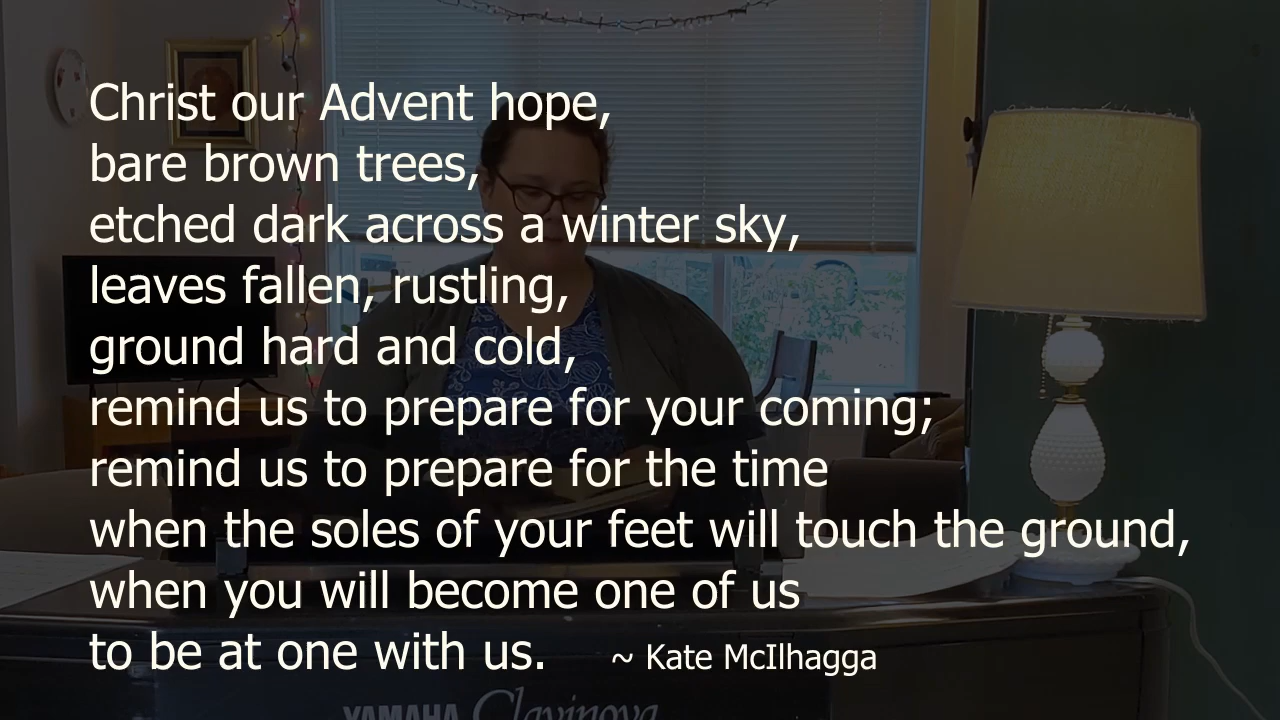 Christ our Advent hope,
bare brown trees,
etched dark across a winter sky,
leaves fallen, rustling,
ground hard and cold,
remind us to prepare for your coming;
remind us to prepare for the time
when the soles of your feet will touch the ground,
when you will become one of us
to be at one with us. ~ Kate McIlhagga
YAMAHA Clavinova